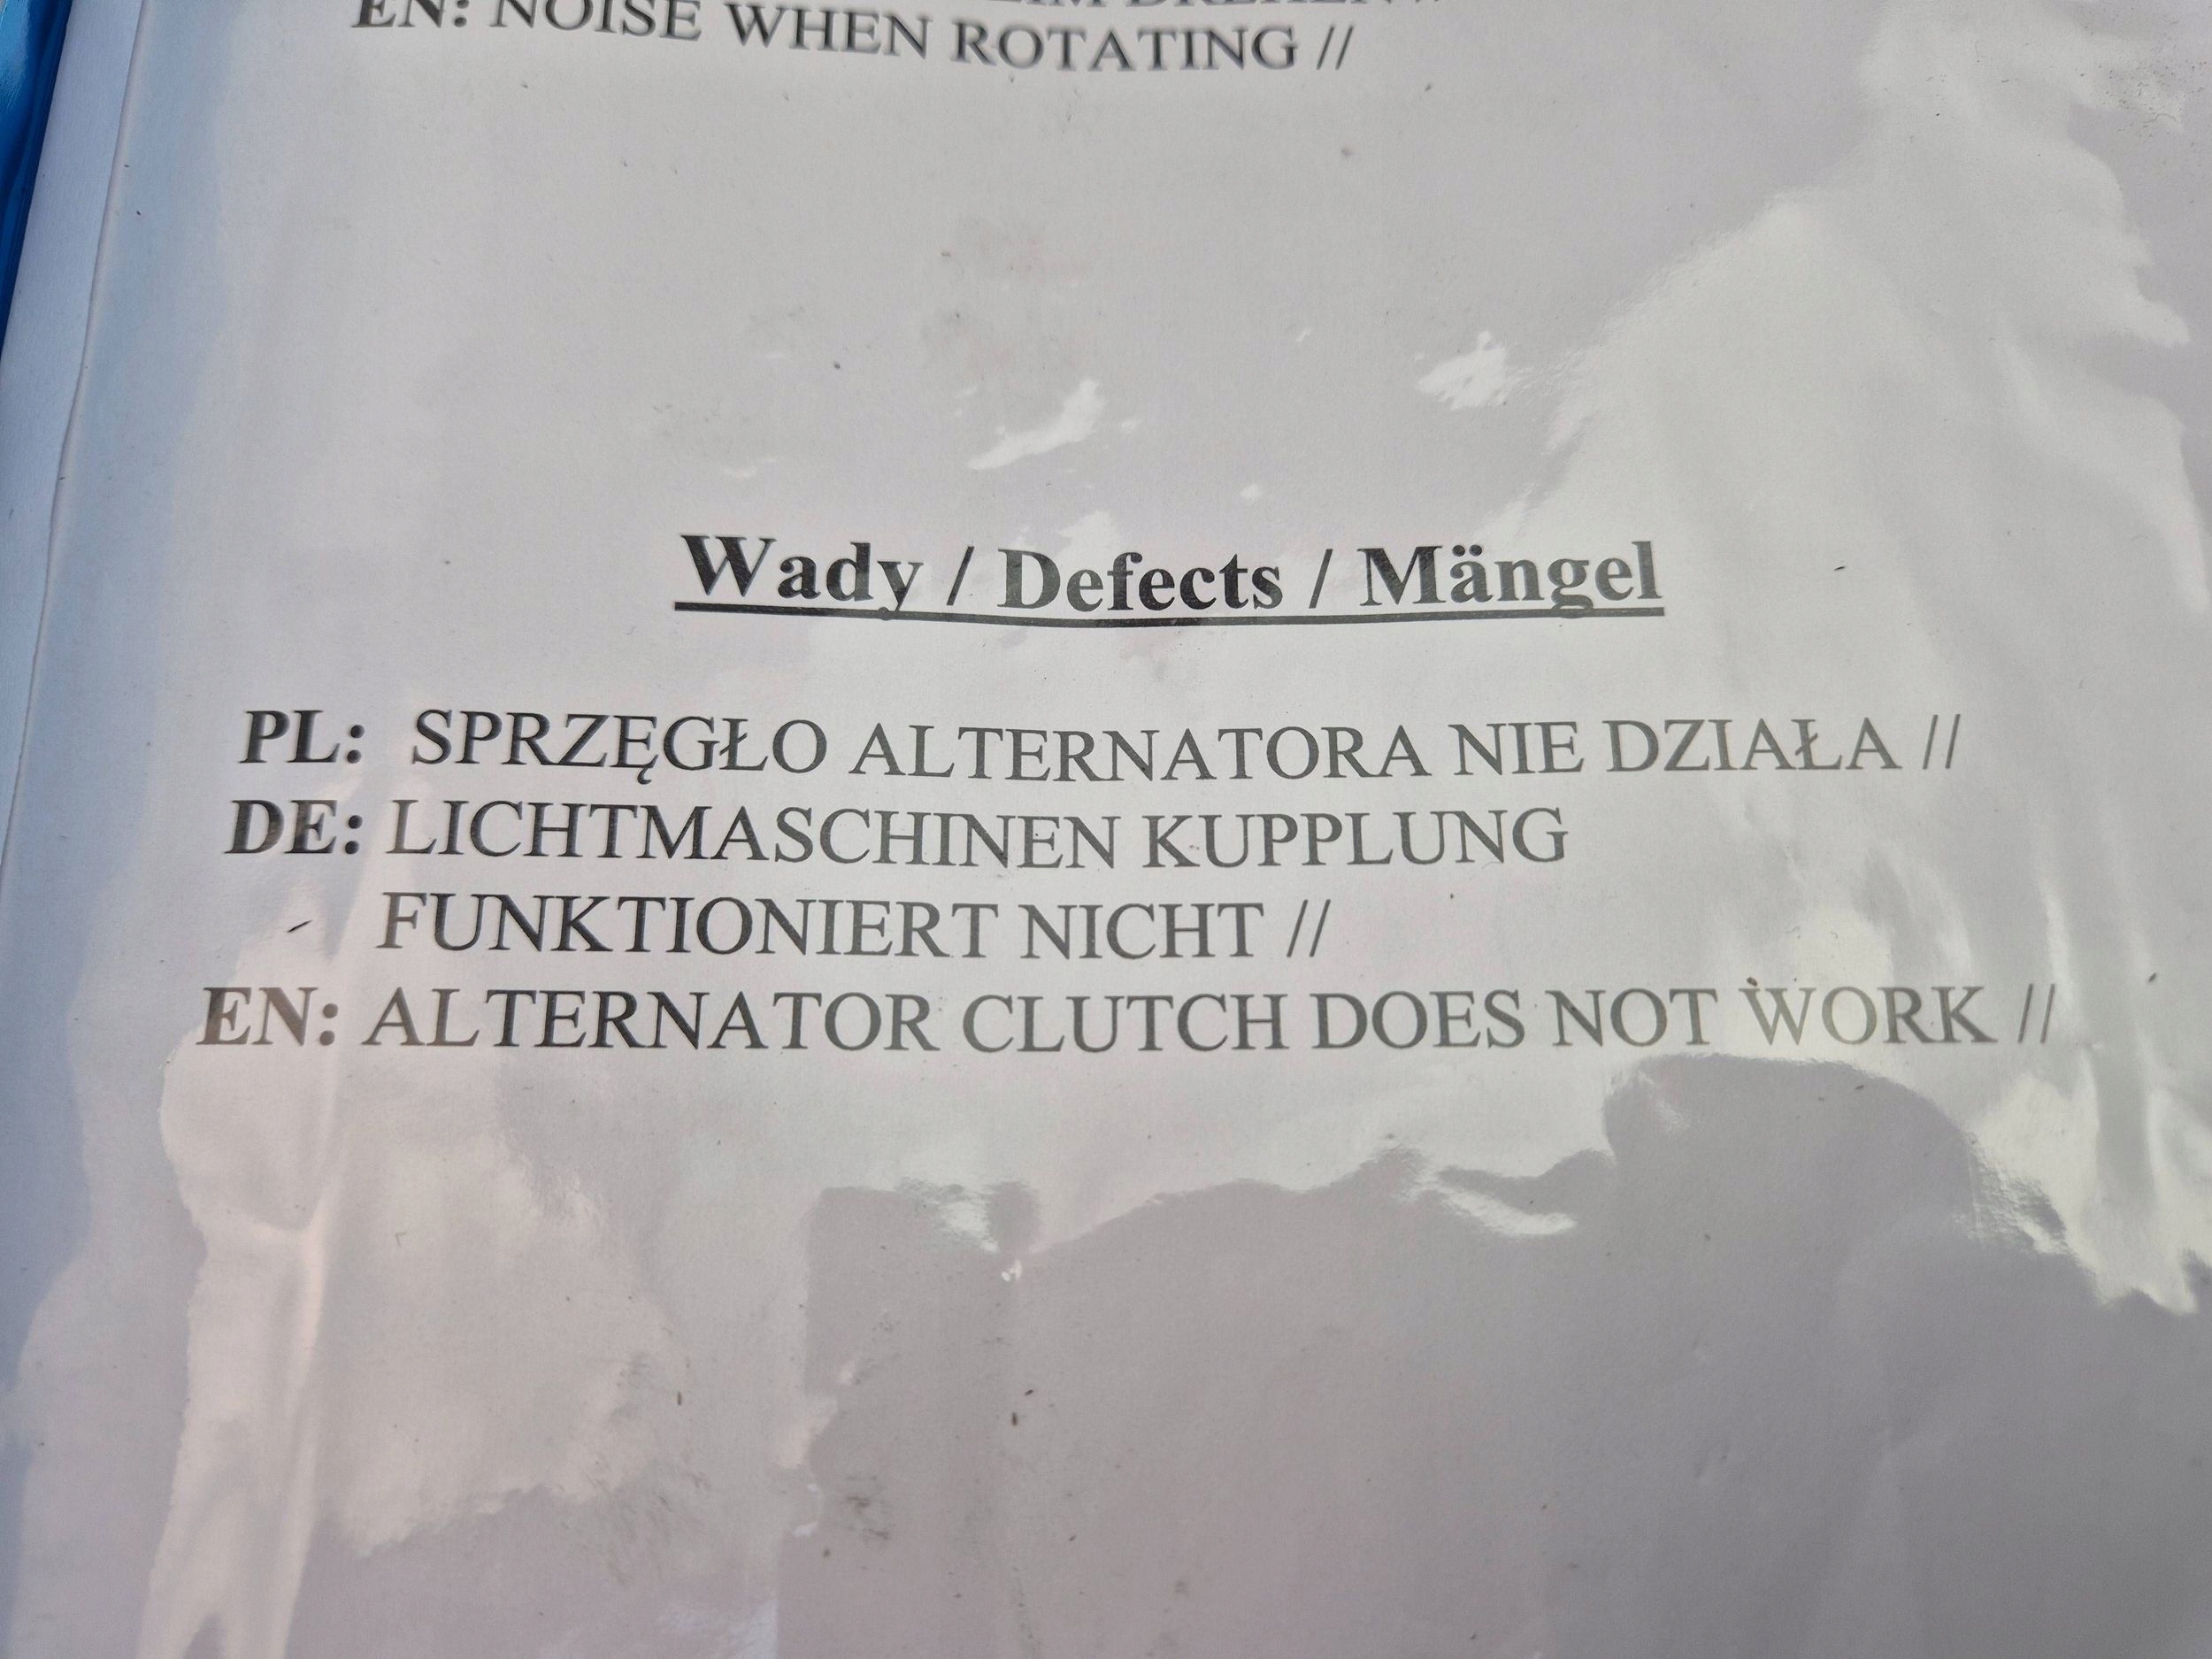 EN: NOISE WHEN ROTATING //
Wady / Defects / Mängel
PL: SPRZĘGŁO ALTERNATORA NIE DZIAŁA //
DE: LICHTMASCHINEN KUPPLUNG
FUNKTIONIERT NICHT //
EN: ALTERNATOR CLUTCH DOES NOT WORK //